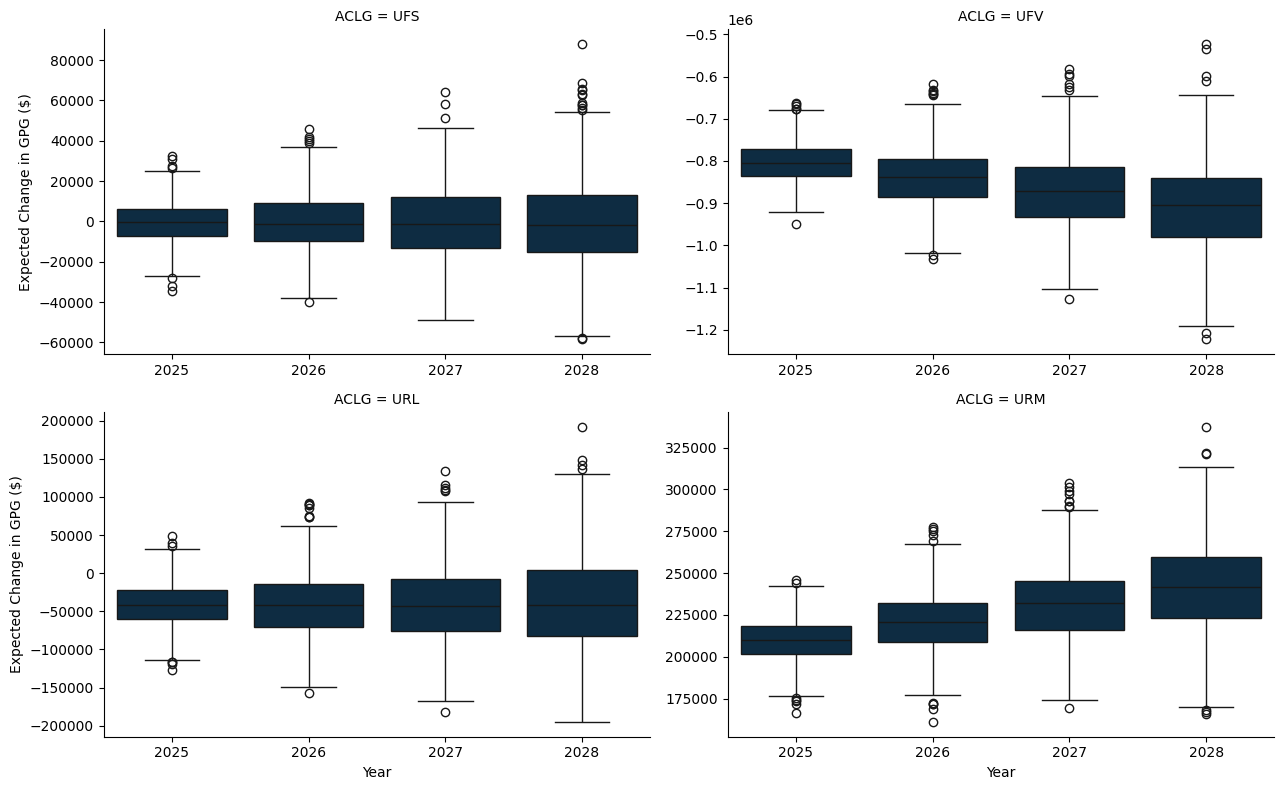 ACLG = UFS
Expected Change in GPG ($)
80000
60000
40000
20000
0
−20000
−40000
−60000
2025 2026 2027 2028
ACLG = UFV
1e6
−0.5
−0.6
−0.7
−0.8
−0.9
−1.0
−1.1
−1.2
2025 2026 2027 2028
ACLG = URL
Expected Change in GPG ($)
200000
150000
100000
50000
0
−50000
−100000
−150000
−200000
2025 2026 2027 2028
Year
ACLG = URM
325000
300000
275000
250000
225000
200000
175000
2025 2026 2027 2028
Year